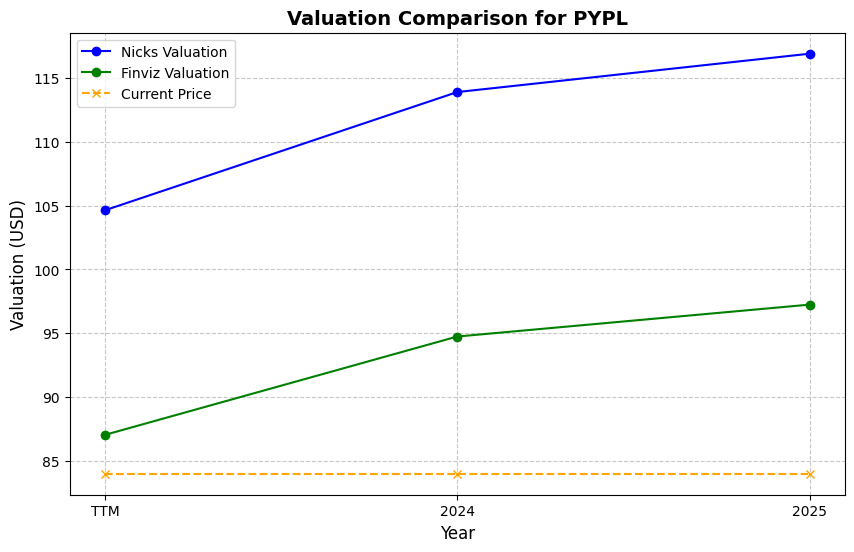 Valuation Comparison for PYPL
Nicks Valuation
Finviz Valuation
Current Price
115
110
105
100
95
90
85
Valuation (USD)
TTM
2024
2025
Year